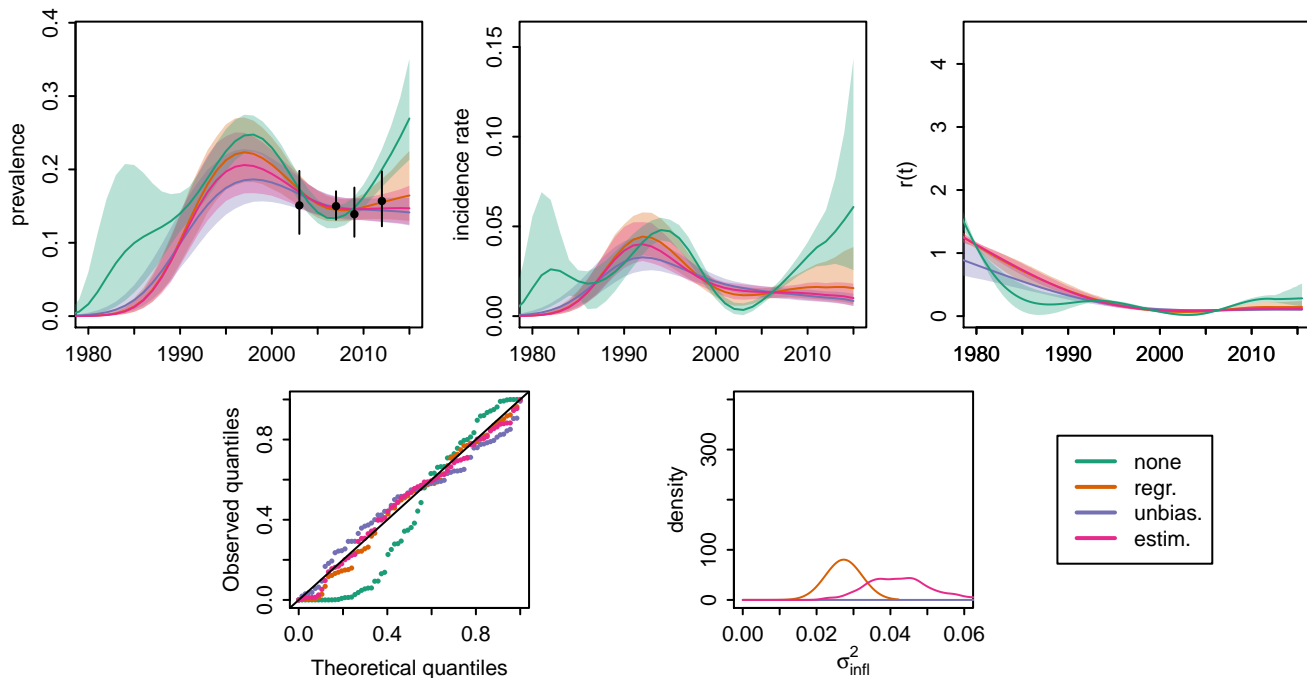 0.0 0.1 0.2 0.3 0.4
prevalence
1980 1990 2000 2010
0.00 0.05 0.10 0.15
incidence rate
1980 1990 2000 2010
0 1 2 3 4
r(t)
1980 1990 2000 2010
0.0 0.4 0.8
Observed quantiles
0.0 0.4 0.8
Theoretical quantiles
0 100 300
density
0.00 0.02 0.04 0.06
σ²infl
none
regr.
unbias.
estim.